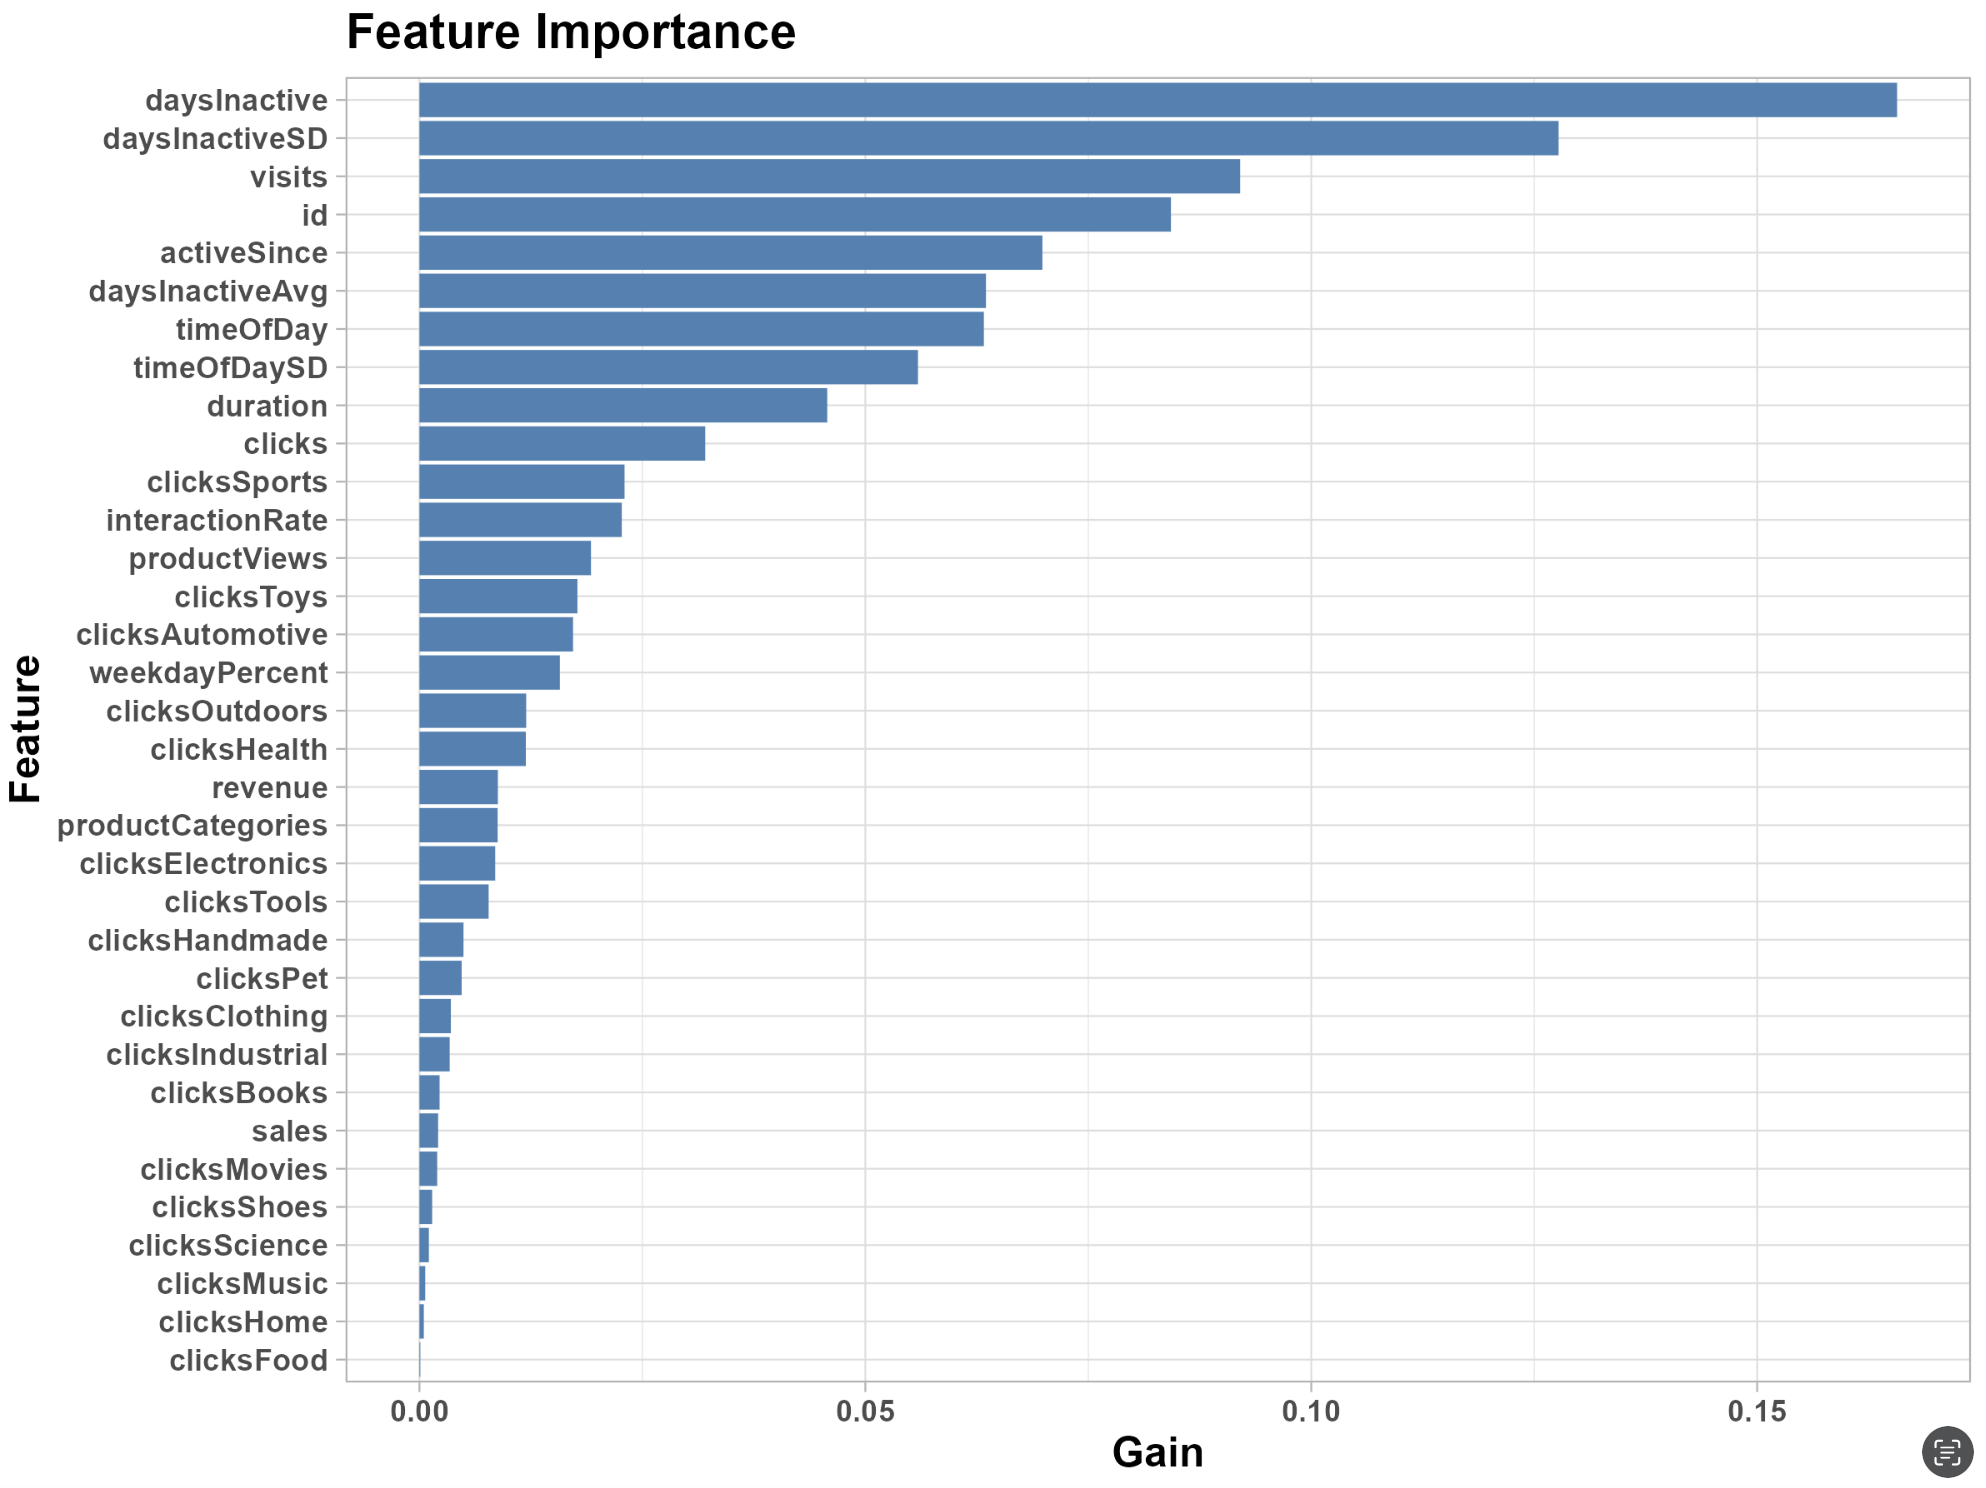 Feature Importance
daysInactive
daysInactiveSD
visits
id
activeSince
daysInactiveAvg
timeOfDay
timeOfDaySD
duration
clicks
clicksSports
interactionRate
productViews
clicksToys
clicksAutomotive
weekdayPercent
clicksOutdoors
clicksHealth
revenue
productCategories
clicksElectronics
clicksTools
clicksHandmade
clicksPet
clicksClothing
clicksIndustrial
clicksBooks
sales
clicksMovies
clicksShoes
clicksScience
clicksMusic
clicksHome
clicksFood
Feature
0.00 0.05 0.10 0.15
Gain